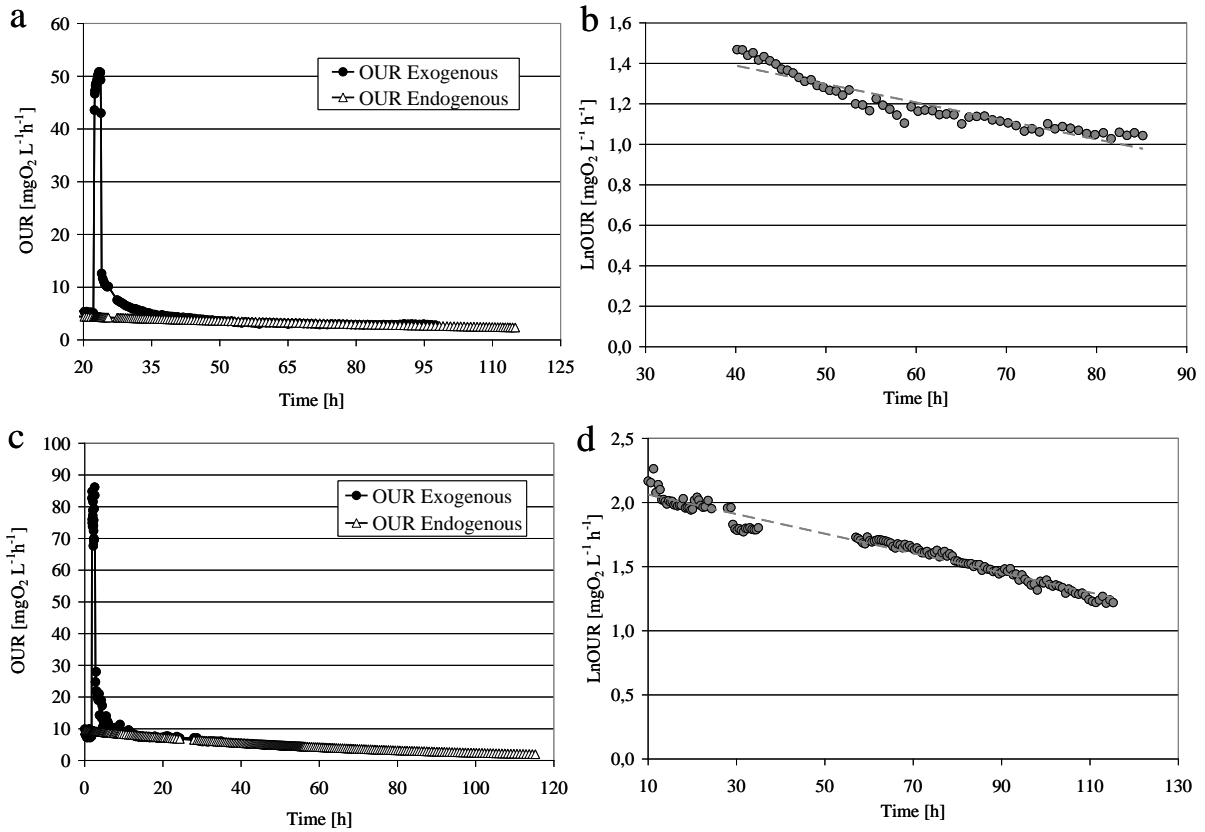 a
60
50
40
30
20
10
0
OUR [mgO₂ L⁻¹h⁻¹]
OUR Exogenous
OUR Endogenous
20 35 50 65 80 95 110 125
Time [h]
b
1,6
1,4
1,2
1,0
0,8
0,6
0,4
0,2
0,0
LnOUR [mgO₂ L⁻¹ h⁻¹]
30 40 50 60 70 80 90
Time [h]
c
100
90
80
70
60
50
40
30
20
10
0
OUR [mgO₂ L⁻¹h⁻¹]
OUR Exogenous
OUR Endogenous
0 20 40 60 80 100 120
Time [h]
d
2,5
2,0
1,5
1,0
0,5
0,0
LnOUR [mgO₂ L⁻¹ h⁻¹]
10 30 50 70 90 110 130
Time [h]